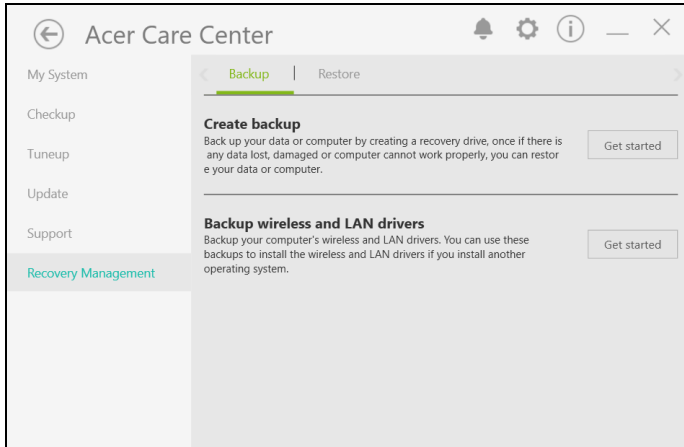 Acer Care Center
My System
Checkup
Tuneup
Update
Support
Recovery Management
Backup | Restore
Create backup
Back up your data or computer by creating a recovery drive, once if there is
any data lost, damaged or computer cannot work properly, you can restor
e your data or computer.
Get started
Backup wireless and LAN drivers
Backup your computer's wireless and LAN drivers. You can use these
backups to install the wireless and LAN drivers if you install another
operating system.
Get started